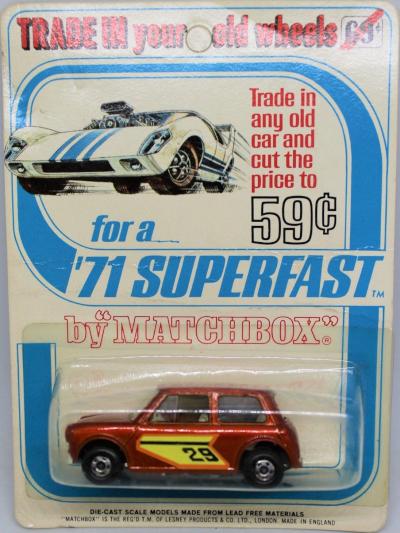 TRADE IN your old wheels
Trade in
any old
car and
cut the
price to
59¢
for a
'71 SUPERFAST TM
by "MATCHBOX"®
29
DIE-CAST SCALE MODELS MADE FROM LEAD FREE MATERIALS
"MATCHBOX" IS THE REG'D T.M. OF LESNEY PRODUCTS & CO. LTD., LONDON. MADE IN ENGLAND